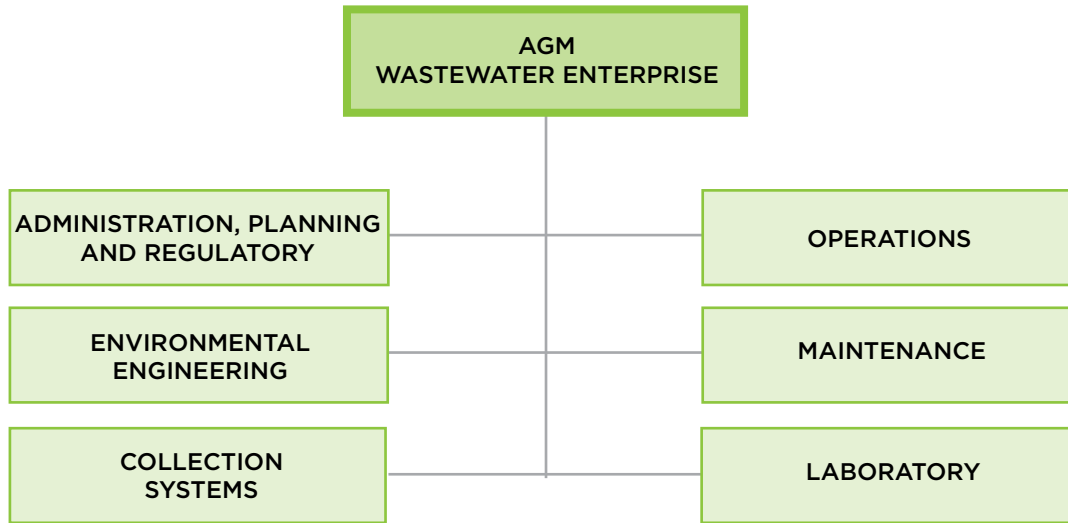 AGM
WASTEWATER ENTERPRISE
ADMINISTRATION, PLANNING
AND REGULATORY
OPERATIONS
ENVIRONMENTAL
ENGINEERING
MAINTENANCE
COLLECTION
SYSTEMS
LABORATORY